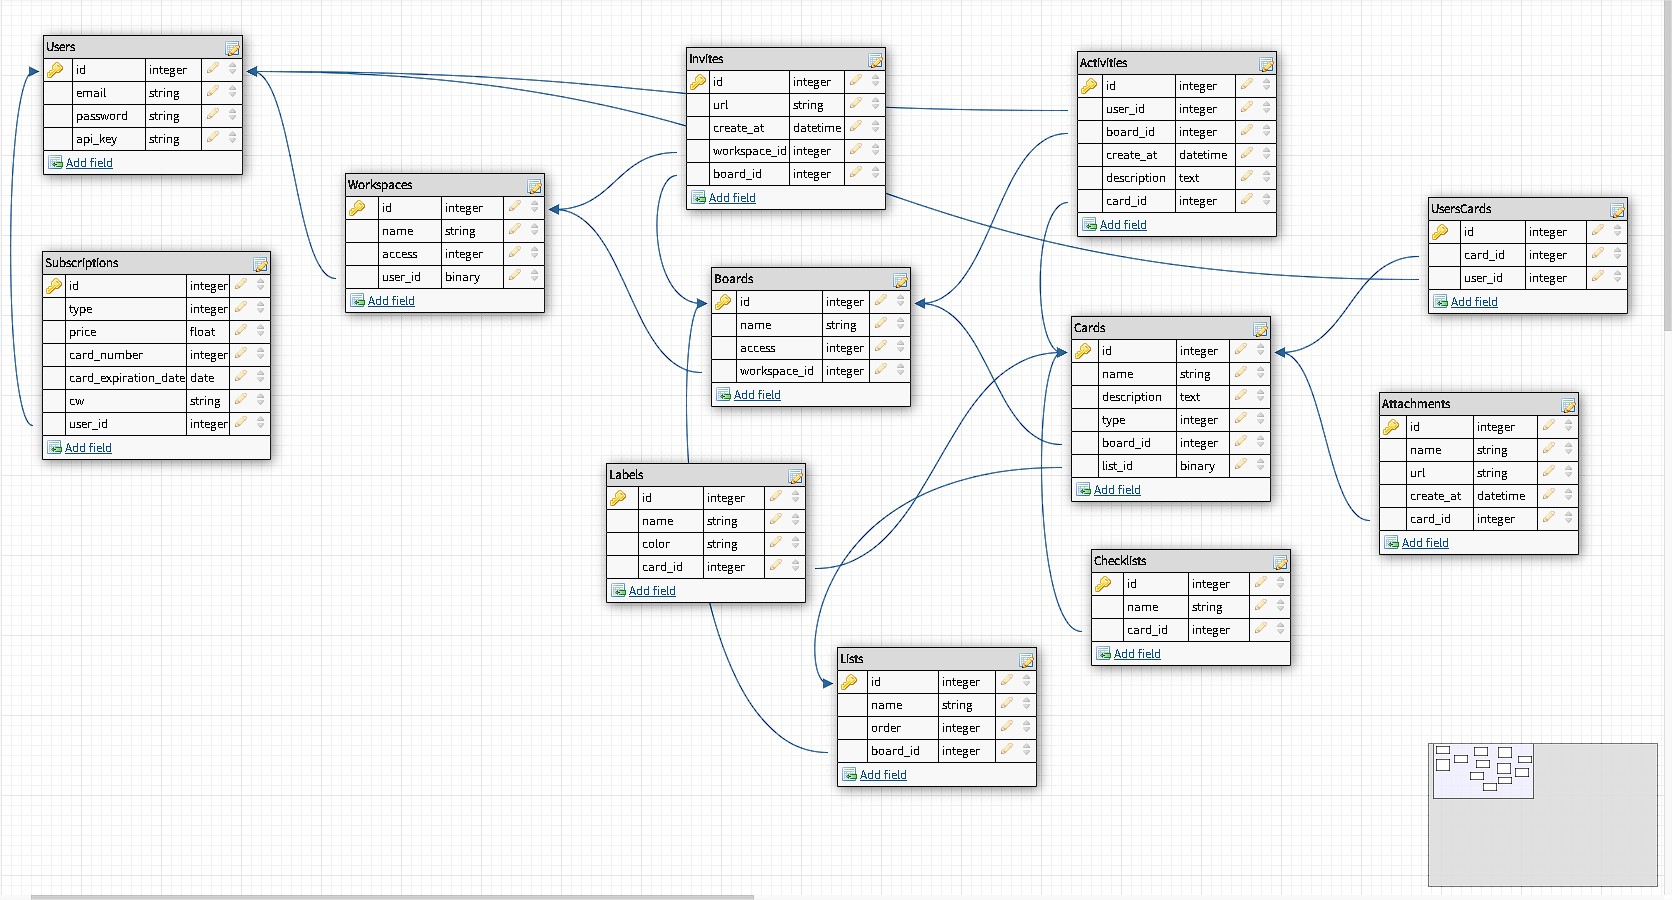 Users
id integer
email string
password string
api_key string
Add field
Subscriptions
id integer
type integer
price float
card_number integer
card_expiration_date date
cw string
user_id integer
Add field
Workspaces
id integer
name string
access integer
user_id binary
Add field
Invites
id integer
url string
create_at datetime
workspace_id integer
board_id integer
Add field
Boards
id integer
name string
access integer
workspace_id integer
Add field
Labels
id integer
name string
color string
card_id integer
Add field
Lists
id integer
name string
order integer
board_id integer
Add field
Activities
id integer
user_id integer
board_id integer
create_at datetime
description text
card_id integer
Add field
Cards
id integer
name string
description text
type integer
board_id integer
list_id binary
Add field
Checklists
id integer
name string
card_id integer
Add field
UsersCards
id integer
card_id integer
user_id integer
Add field
Attachments
id integer
name string
url string
create_at datetime
card_id integer
Add field